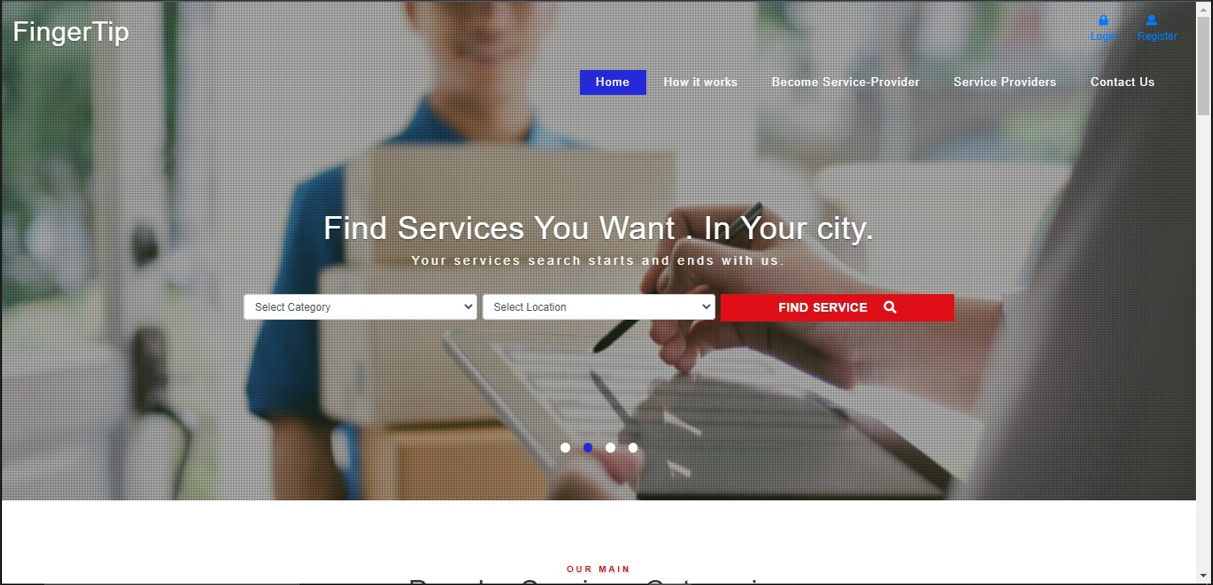 FingerTip
Login
Register
Home
How it works
Become Service-Provider
Service Providers
Contact Us
Find Services You Want . In Your city.
Your services search starts and ends with us.
Select Category
Select Location
FIND SERVICE
OUR MAIN